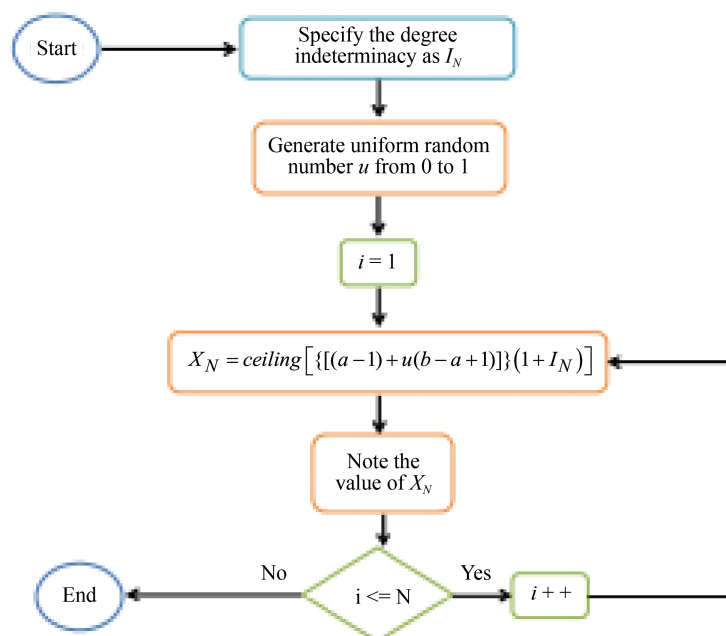 Start
Specify the degree
indeterminacy as I_N
Generate uniform random
number u from 0 to 1
i = 1
X_N = ceiling[{[(a−1)+u(b−a+1)]}(1+I_N)]
Note the
value of X_N
No
Yes
End
i <= N
i + +